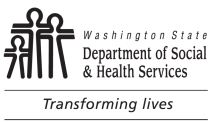 Washington State
Department of Social
& Health Services
Transforming lives